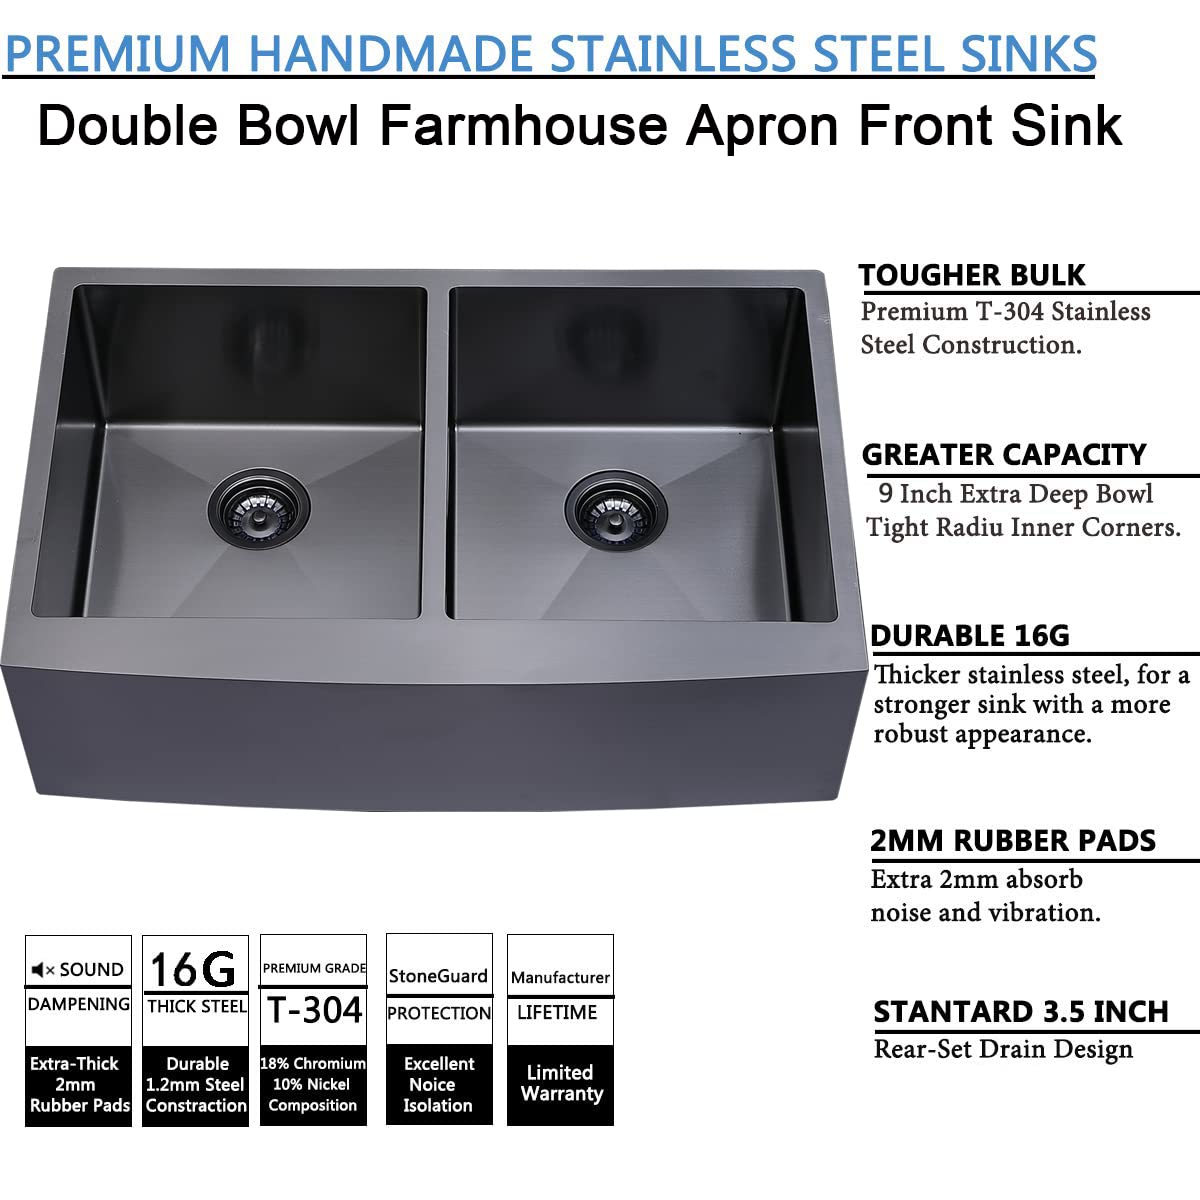 PREMIUM HANDMADE STAINLESS STEEL SINKS
Double Bowl Farmhouse Apron Front Sink
TOUGHER BULK
Premium T-304 Stainless
Steel Construction.
GREATER CAPACITY
9 Inch Extra Deep Bowl
Tight Radiu Inner Corners.
DURABLE 16G
Thicker stainless steel, for a
stronger sink with a more
robust appearance.
2MM RUBBER PADS
Extra 2mm absorb
noise and vibration.
STANTARD 3.5 INCH
Rear-Set Drain Design
SOUND
DAMPENING
Extra-Thick
2mm
Rubber Pads
16G
THICK STEEL
Durable
1.2mm Steel
Constraction
PREMIUM GRADE
T-304
18% Chromium
10% Nickel
Composition
StoneGuard
PROTECTION
Excellent
Noice
Isolation
Manufacturer
LIFETIME
Limited
Warranty